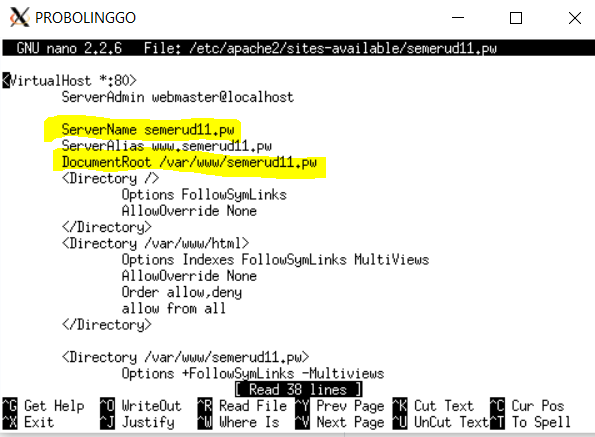 PROBOLINGGO
GNU nano 2.2.6 File: /etc/apache2/sites-available/semerud11.pw
<VirtualHost *:80>
ServerAdmin webmaster@localhost
ServerName semerud11.pw
ServerAlias www.semerud11.pw
DocumentRoot /var/www/semerud11.pw
<Directory />
Options FollowSymLinks
AllowOverride None
</Directory>
<Directory /var/www/html>
Options Indexes FollowSymLinks MultiViews
AllowOverride None
Order allow,deny
allow from all
</Directory>
<Directory /var/www/semerud11.pw>
Options +FollowSymLinks -Multiviews
[ Read 38 lines ]
^G Get Help ^O WriteOut ^R Read File ^Y Prev Page ^K Cut Text ^C Cur Pos
^X Exit ^J Justify ^W Where Is ^V Next Page ^U UnCut Text ^T To Spell